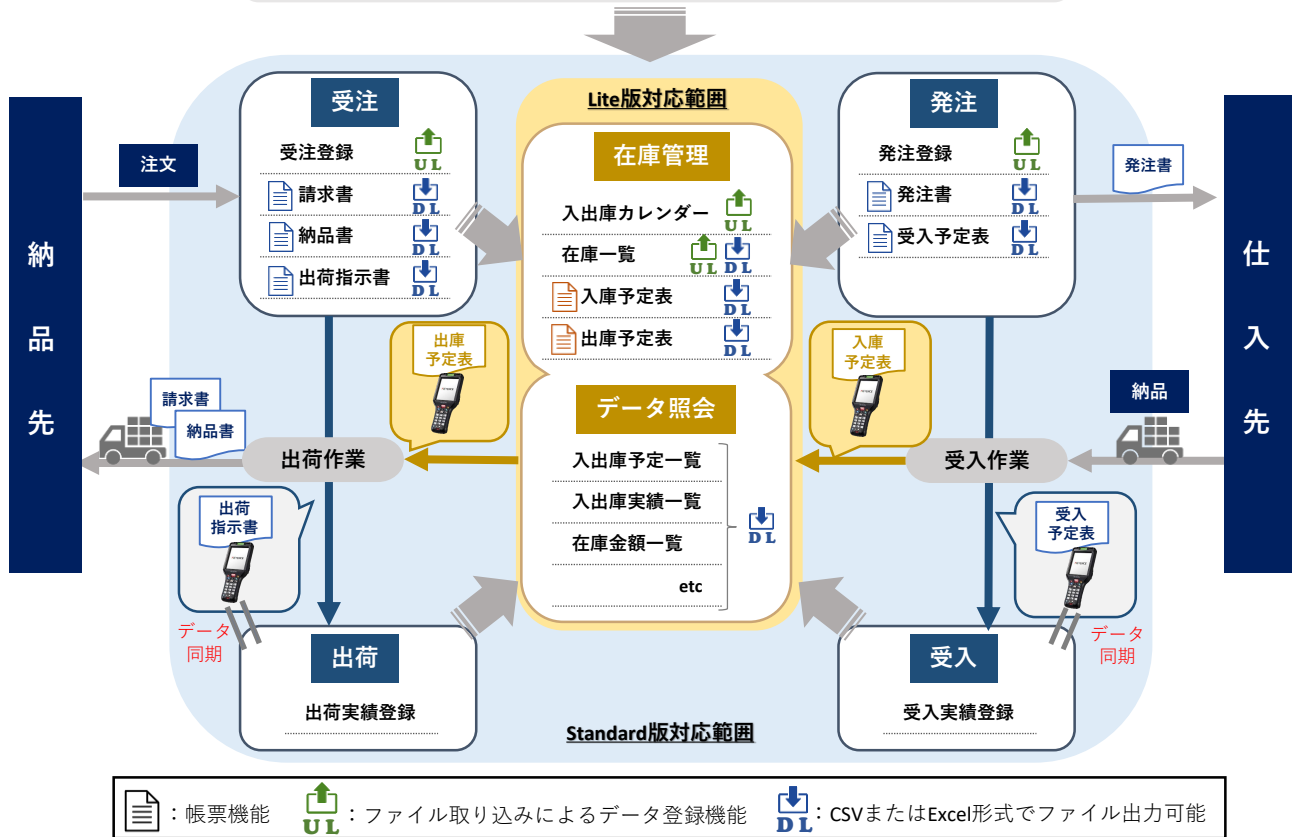 納品先
注文
受注
受注登録
UL
請求書
DL
納品書
DL
出荷指示書
DL
Lite版対応範囲
在庫管理
入出庫カレンダー
UL
在庫一覧
UL DL
入庫予定表
DL
出庫予定表
DL
発注
発注登録
UL
発注書
DL
受入予定表
DL
発注書
仕入先
出庫
予定表
入庫
予定表
請求書
納品書
出荷作業
データ照会
入出庫予定一覧
入出庫実績一覧
在庫金額一覧
etc
DL
受入作業
納品
出荷
指示書
データ
同期
受入
予定表
データ
同期
出荷
出荷実績登録
受入
受入実績登録
Standard版対応範囲
：帳票機能
UL：ファイル取り込みによるデータ登録機能
DL：CSVまたはExcel形式でファイル出力可能